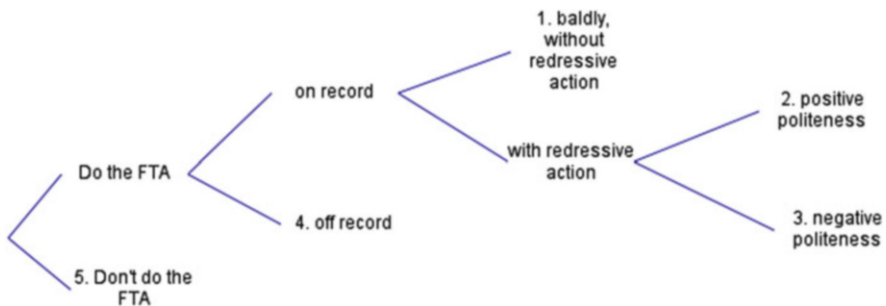 1. baldly,
without
redressive
action
on record
2. positive
politeness
with redressive
action
Do the FTA
4. off record
3. negative
politeness
5. Don't do the
FTA